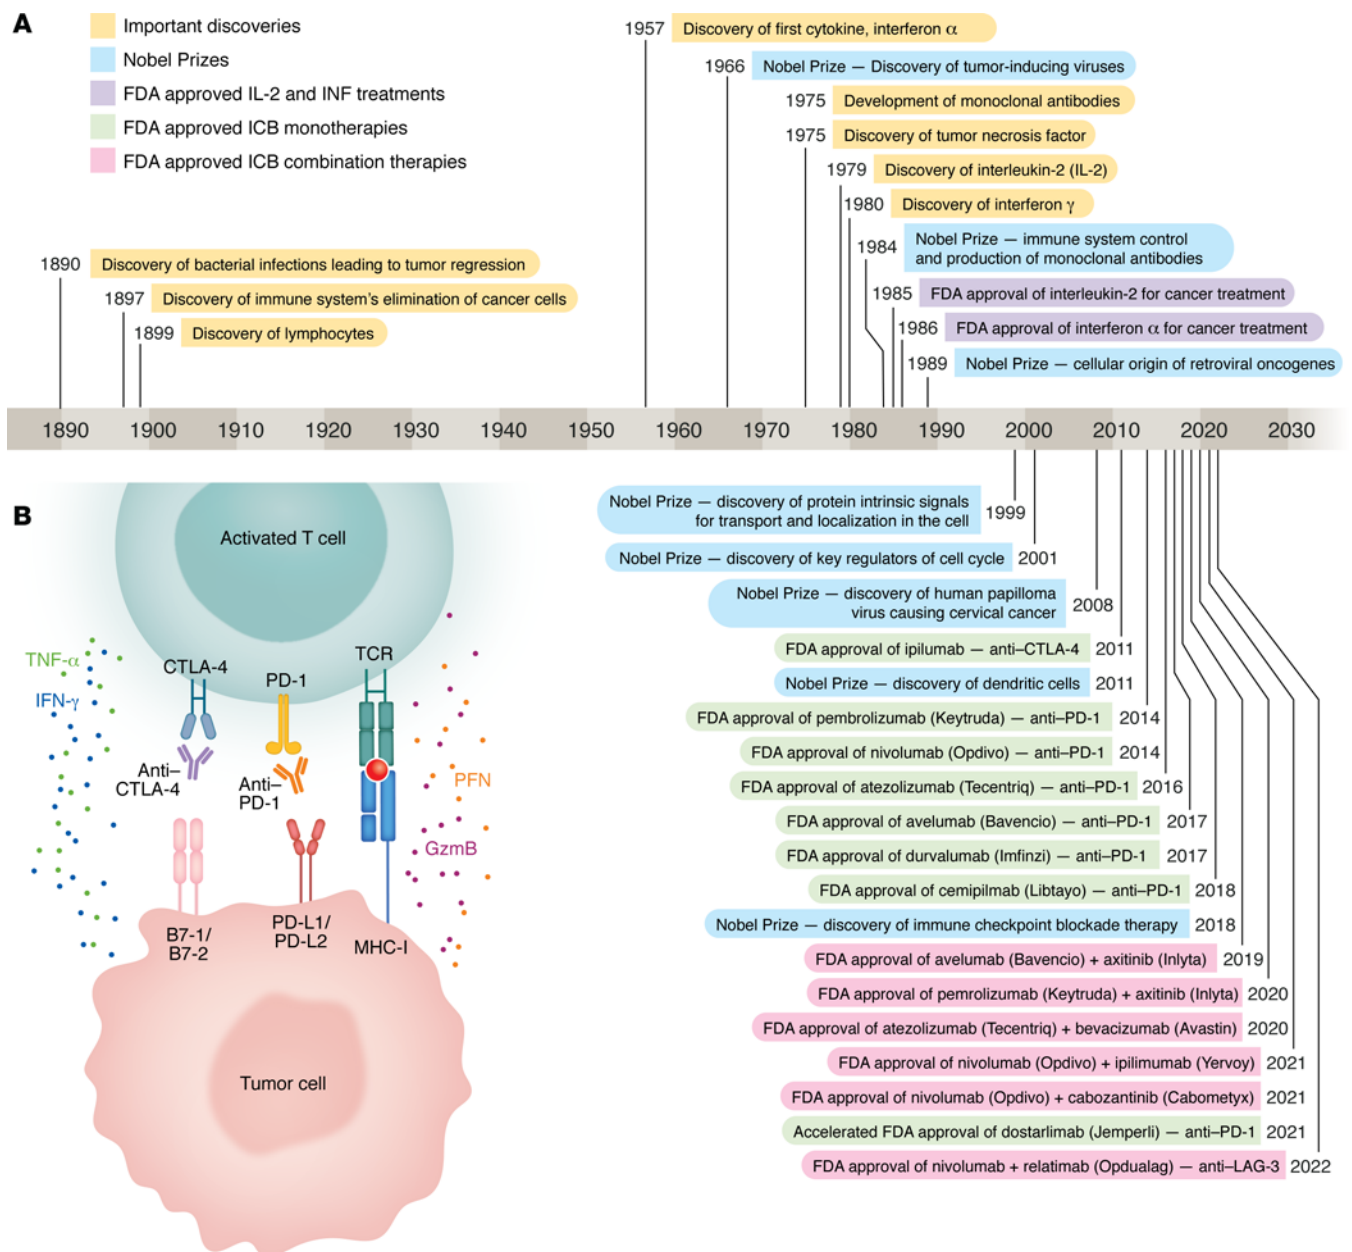 A
Important discoveries
Nobel Prizes
FDA approved IL-2 and INF treatments
FDA approved ICB monotherapies
FDA approved ICB combination therapies
1957 Discovery of first cytokine, interferon α
1966 Nobel Prize — Discovery of tumor-inducing viruses
1975 Development of monoclonal antibodies
1975 Discovery of tumor necrosis factor
1979 Discovery of interleukin-2 (IL-2)
1980 Discovery of interferon γ
1984 Nobel Prize — immune system control
and production of monoclonal antibodies
1985 FDA approval of interleukin-2 for cancer treatment
1986 FDA approval of interferon α for cancer treatment
1989 Nobel Prize — cellular origin of retroviral oncogenes
1890 Discovery of bacterial infections leading to tumor regression
1897 Discovery of immune system's elimination of cancer cells
1899 Discovery of lymphocytes
1890 1900 1910 1920 1930 1940 1950 1960 1970 1980 1990 2000 2010 2020 2030
Nobel Prize — discovery of protein intrinsic signals
for transport and localization in the cell 1999
Nobel Prize — discovery of key regulators of cell cycle 2001
Nobel Prize — discovery of human papilloma
virus causing cervical cancer 2008
FDA approval of ipilumab — anti–CTLA-4 2011
Nobel Prize — discovery of dendritic cells 2011
FDA approval of pembrolizumab (Keytruda) — anti–PD-1 2014
FDA approval of nivolumab (Opdivo) — anti–PD-1 2014
FDA approval of atezolizumab (Tecentriq) — anti–PD-1 2016
FDA approval of avelumab (Bavencio) — anti–PD-1 2017
FDA approval of durvalumab (Imfinzi) — anti–PD-1 2017
FDA approval of cemipilmab (Libtayo) — anti–PD-1 2018
Nobel Prize — discovery of immune checkpoint blockade therapy 2018
FDA approval of avelumab (Bavencio) + axitinib (Inlyta) 2019
FDA approval of pemrolizumab (Keytruda) + axitinib (Inlyta) 2020
FDA approval of atezolizumab (Tecentriq) + bevacizumab (Avastin) 2020
FDA approval of nivolumab (Opdivo) + ipilimumab (Yervoy) 2021
FDA approval of nivolumab (Opdivo) + cabozantinib (Cabometyx) 2021
Accelerated FDA approval of dostarlimab (Jemperli) — anti–PD-1 2021
FDA approval of nivolumab + relatimab (Opdualag) — anti–LAG-3 2022
B
Activated T cell
TNF-α
IFN-γ
CTLA-4
PD-1
TCR
Anti–
CTLA-4
Anti–
PD-1
PFN
GzmB
B7-1/
B7-2
PD-L1/
PD-L2
MHC-I
Tumor cell